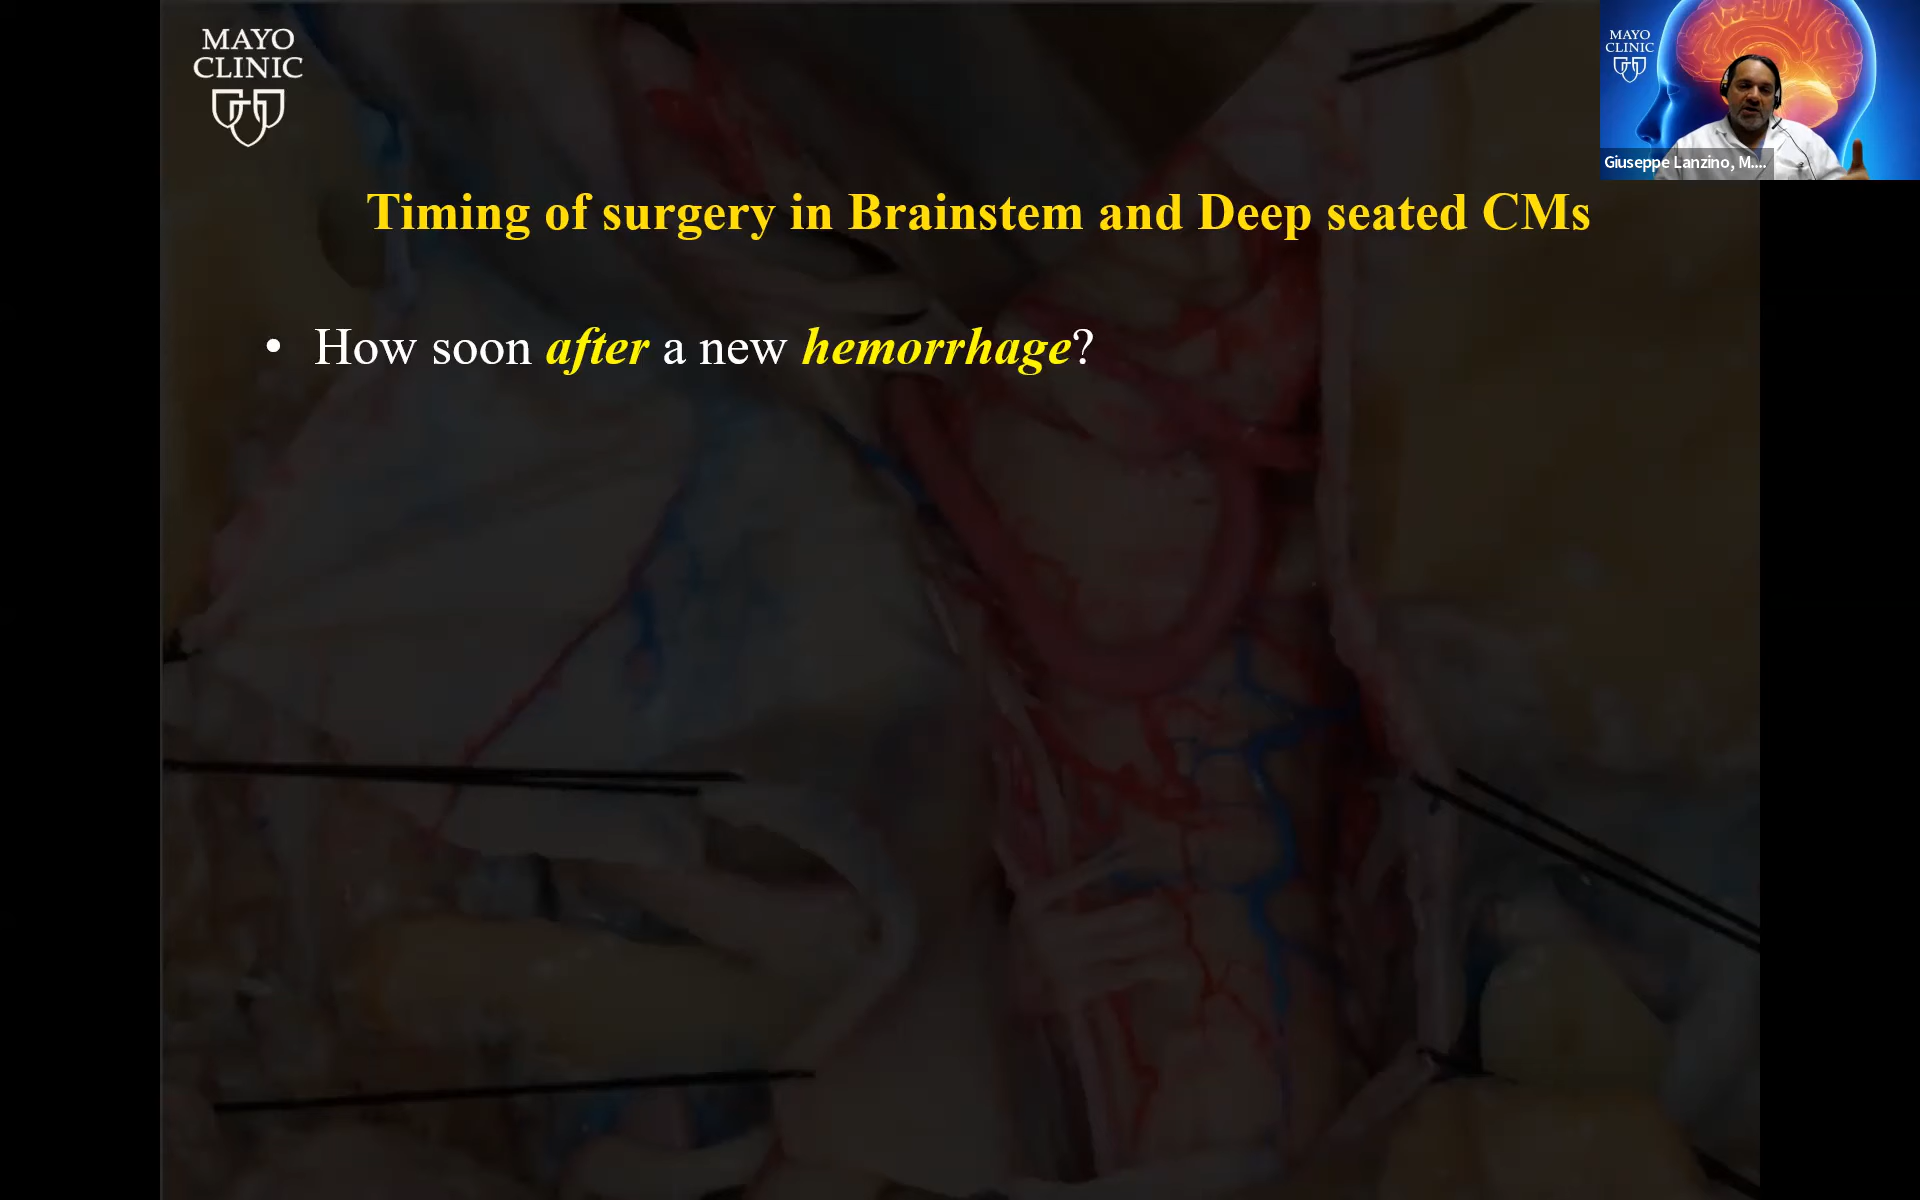 MAYO
CLINIC
MAYO
CLINIC
Giuseppe Lanzino, M....
Timing of surgery in Brainstem and Deep seated CMs
• How soon after a new hemorrhage?